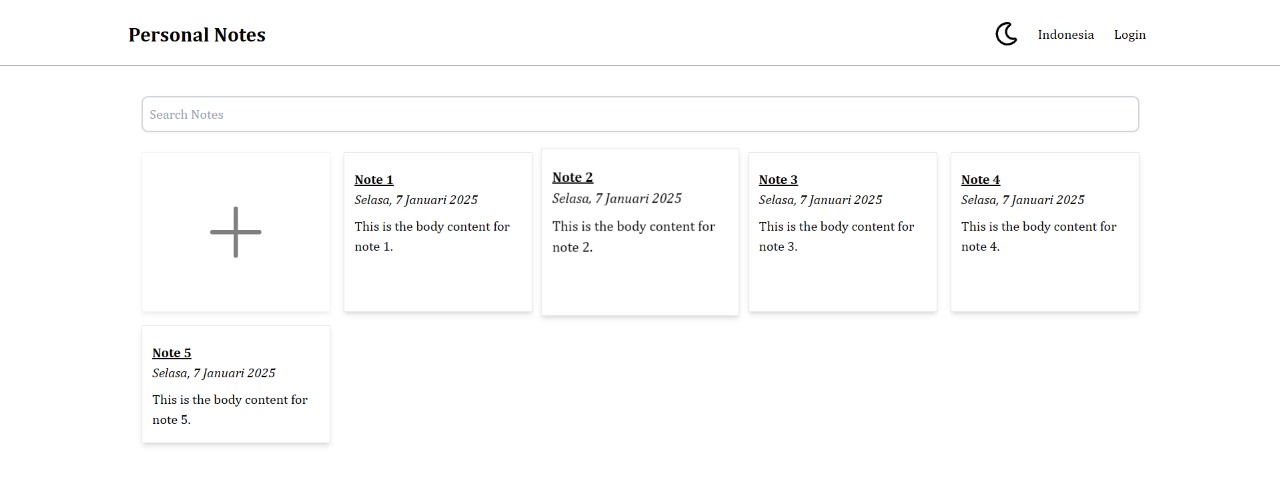 Personal Notes
Indonesia
Login
Search Notes
Note 1
Selasa, 7 Januari 2025
This is the body content for
note 1.
Note 2
Selasa, 7 Januari 2025
This is the body content for
note 2.
Note 3
Selasa, 7 Januari 2025
This is the body content for
note 3.
Note 4
Selasa, 7 Januari 2025
This is the body content for
note 4.
Note 5
Selasa, 7 Januari 2025
This is the body content for
note 5.